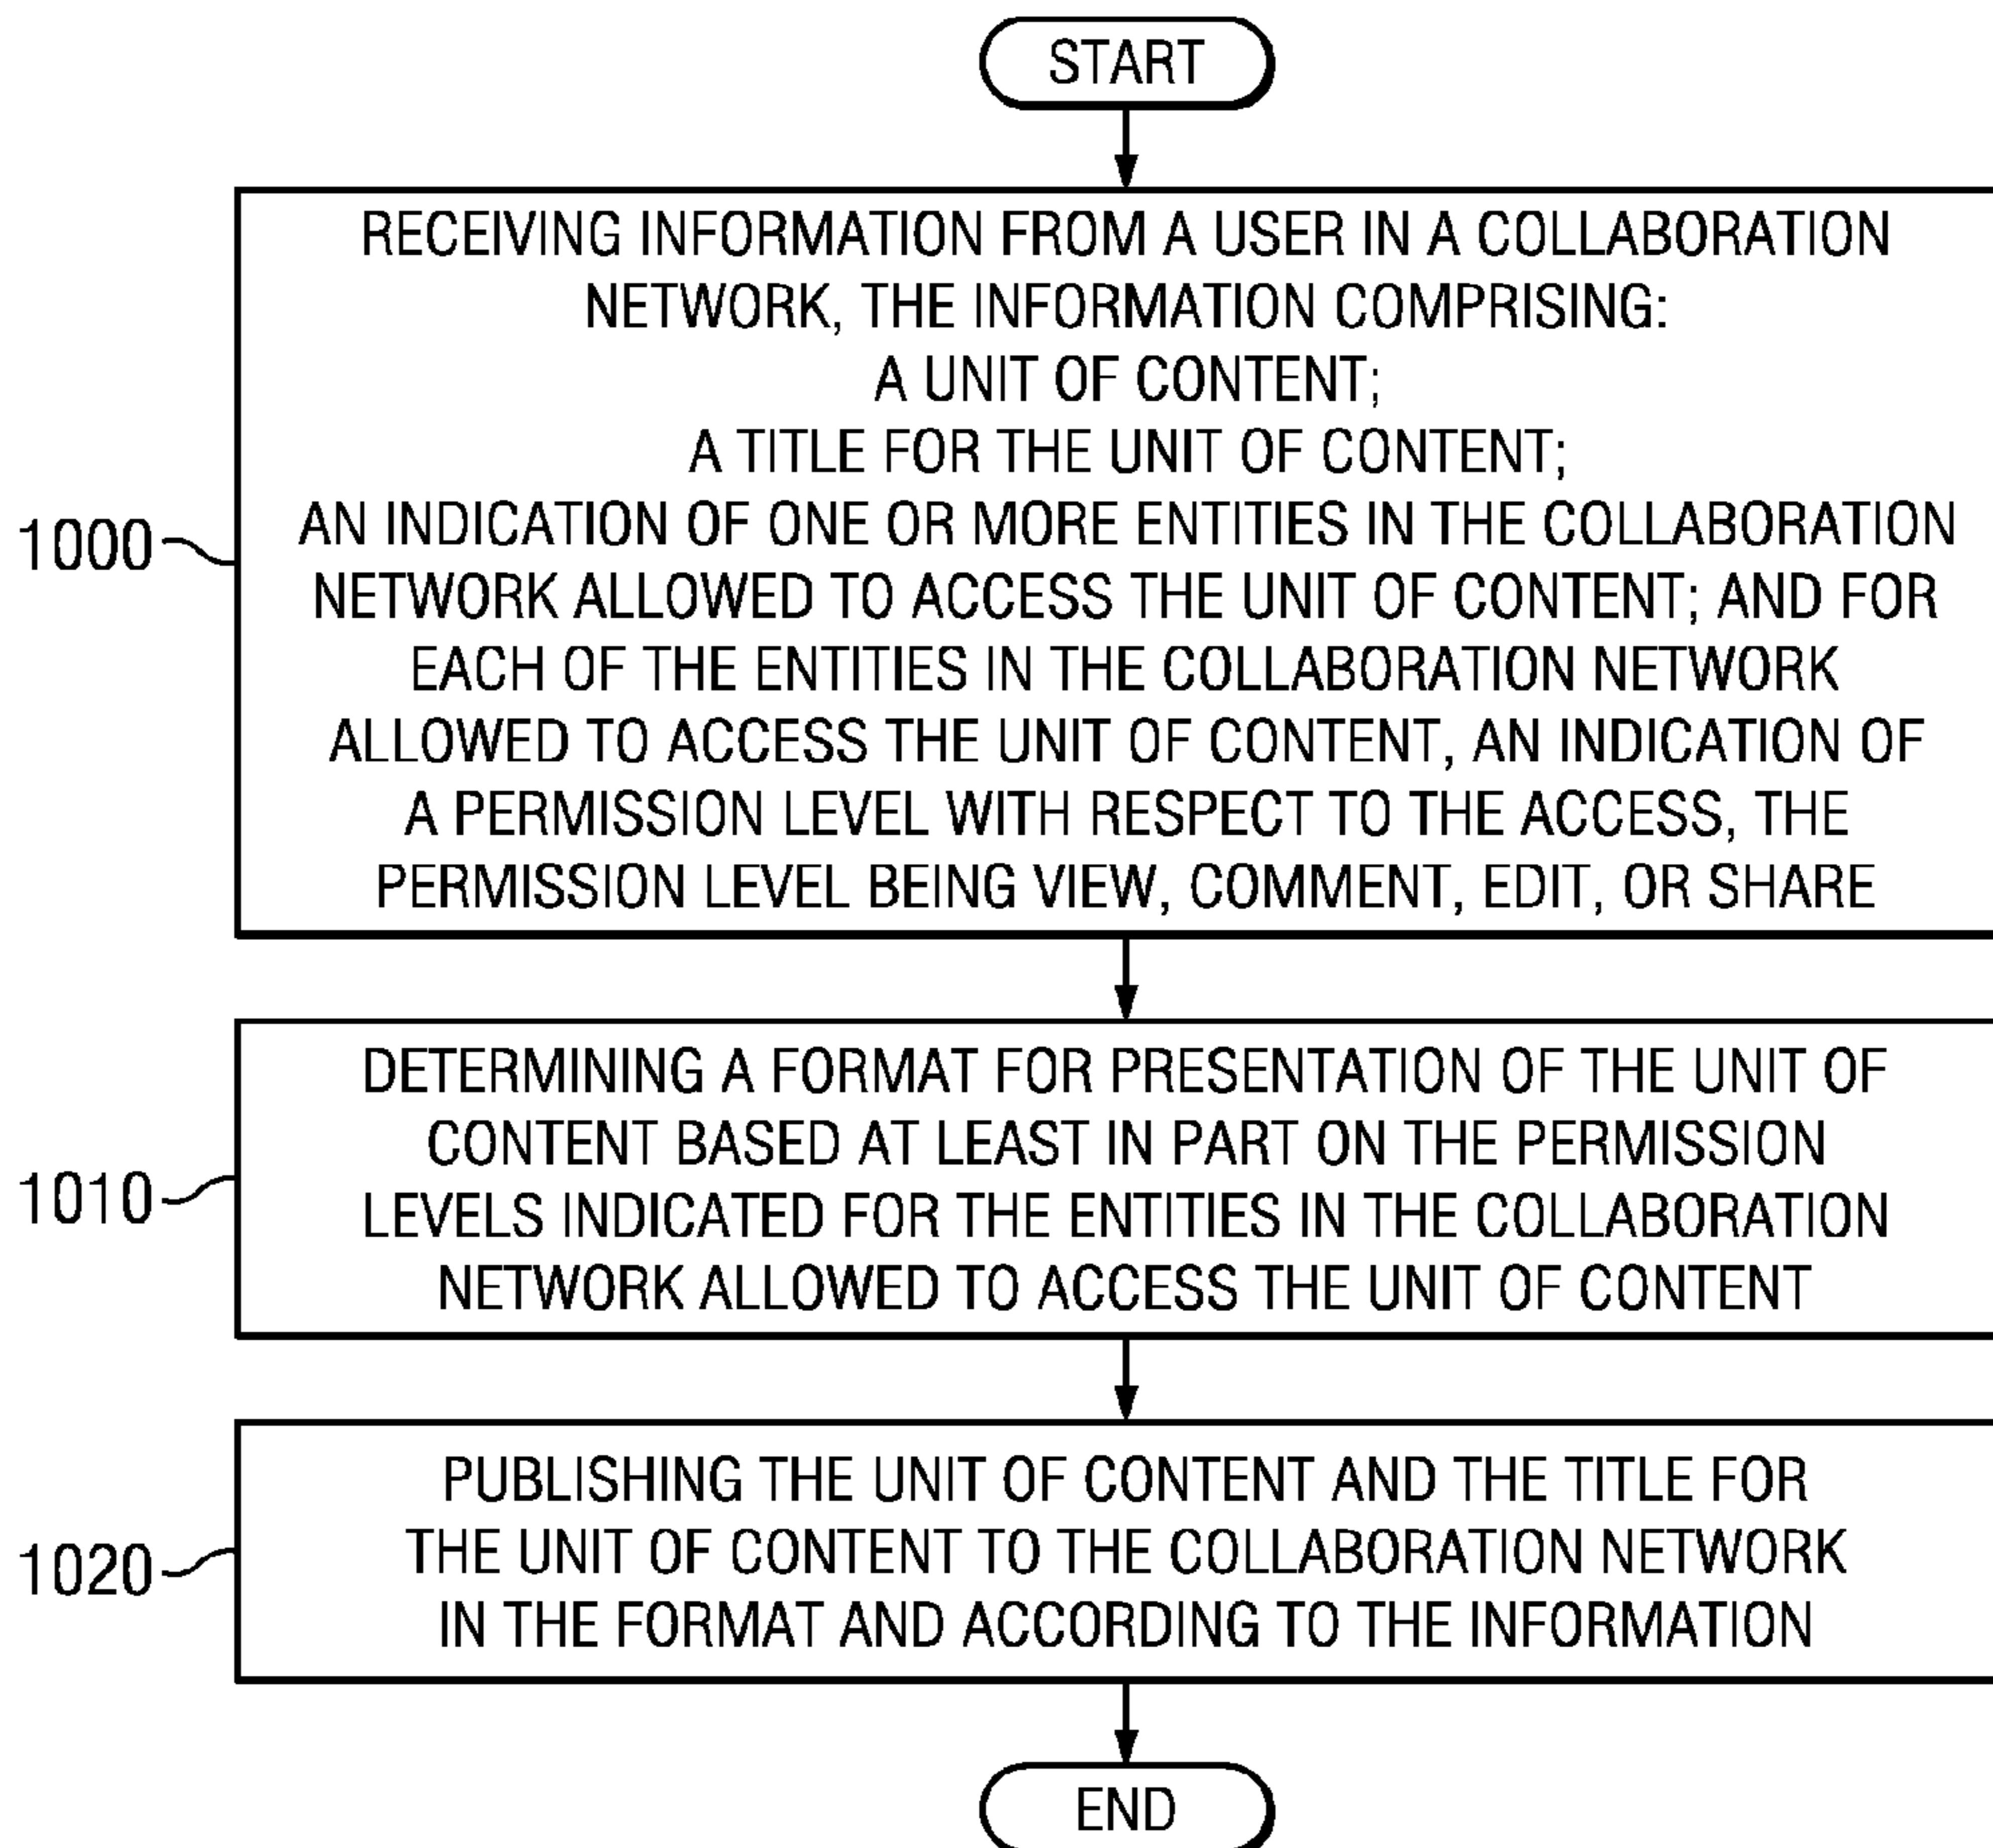 START
RECEIVING INFORMATION FROM A USER IN A COLLABORATION
NETWORK, THE INFORMATION COMPRISING:
A UNIT OF CONTENT;
A TITLE FOR THE UNIT OF CONTENT;
AN INDICATION OF ONE OR MORE ENTITIES IN THE COLLABORATION
NETWORK ALLOWED TO ACCESS THE UNIT OF CONTENT; AND FOR
EACH OF THE ENTITIES IN THE COLLABORATION NETWORK
ALLOWED TO ACCESS THE UNIT OF CONTENT, AN INDICATION OF
A PERMISSION LEVEL WITH RESPECT TO THE ACCESS, THE
PERMISSION LEVEL BEING VIEW, COMMENT, EDIT, OR SHARE
1000
DETERMINING A FORMAT FOR PRESENTATION OF THE UNIT OF
CONTENT BASED AT LEAST IN PART ON THE PERMISSION
LEVELS INDICATED FOR THE ENTITIES IN THE COLLABORATION
NETWORK ALLOWED TO ACCESS THE UNIT OF CONTENT
1010
PUBLISHING THE UNIT OF CONTENT AND THE TITLE FOR
THE UNIT OF CONTENT TO THE COLLABORATION NETWORK
IN THE FORMAT AND ACCORDING TO THE INFORMATION
1020
END